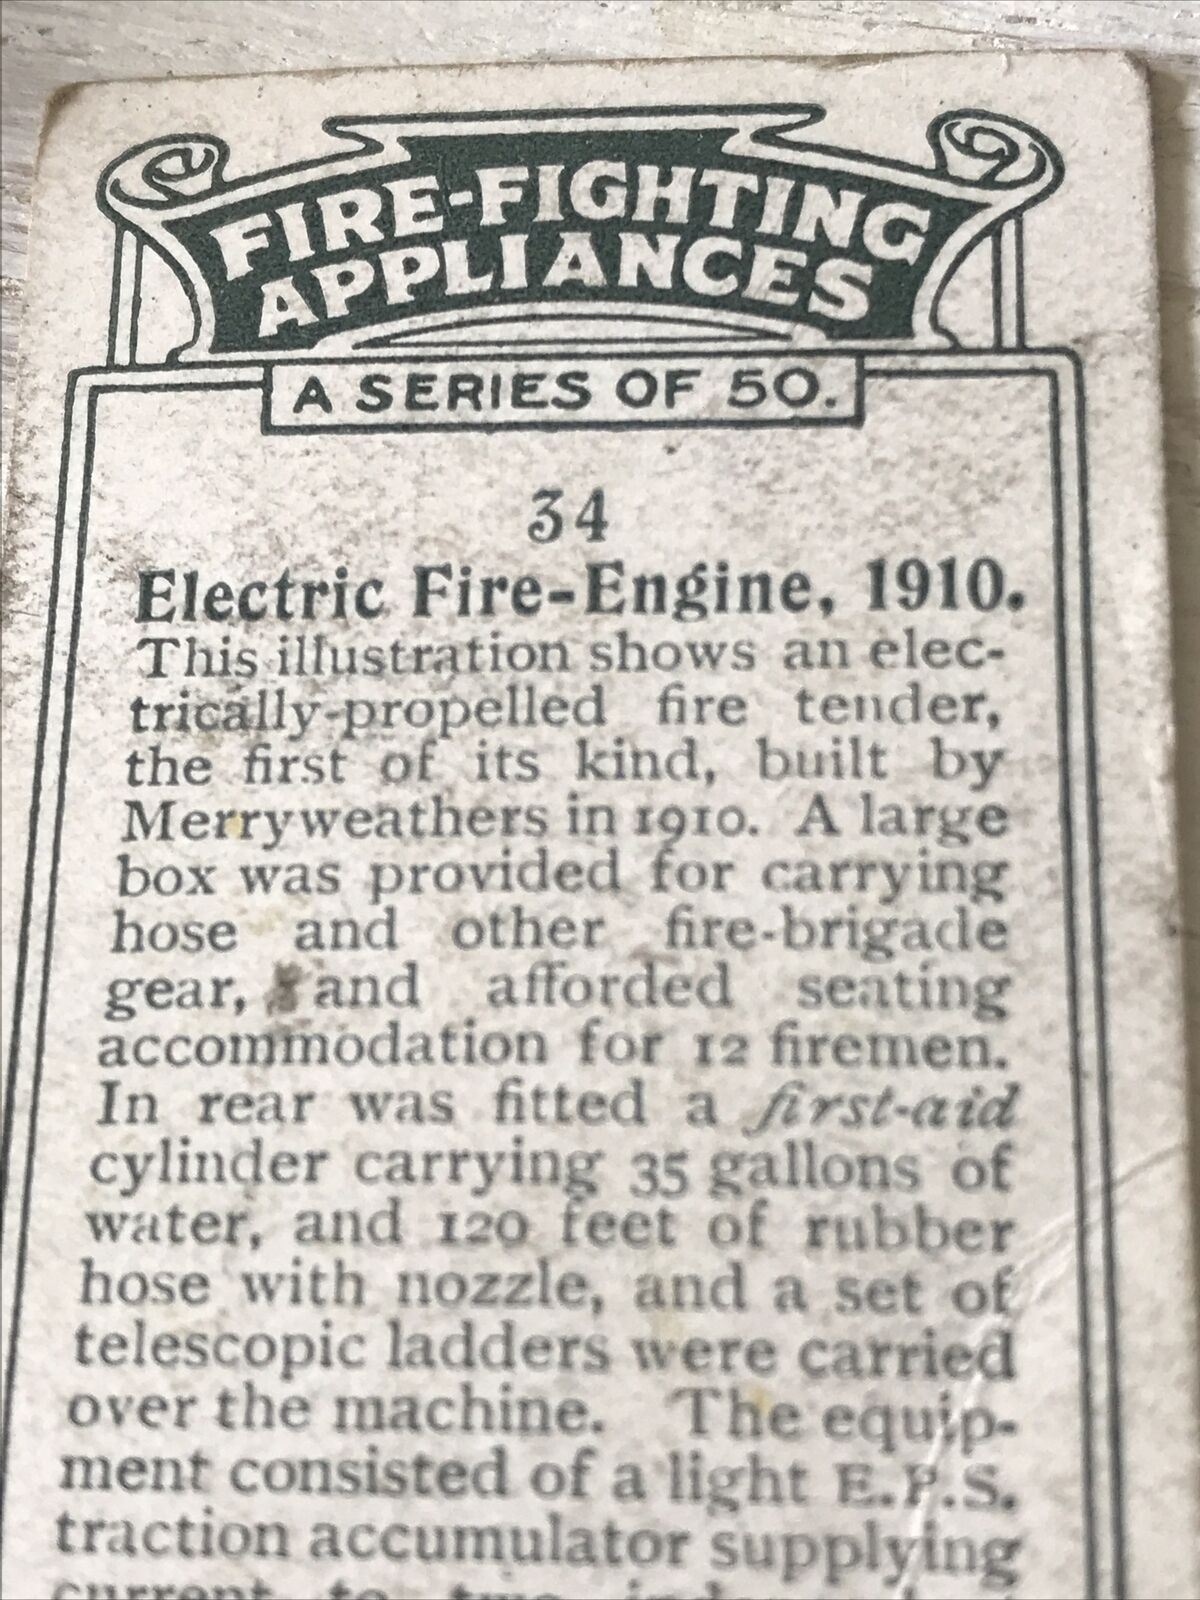 FIRE-FIGHTING
APPLIANCES
A SERIES OF 50.
34
Electric Fire-Engine, 1910.
This illustration shows an elec-
trically-propelled fire tender,
the first of its kind, built by
Merryweathers in 1910. A large
box was provided for carrying
hose and other fire-brigade
gear, and afforded seating
accommodation for 12 firemen.
In rear was fitted a first-aid
cylinder carrying 35 gallons of
water, and 120 feet of rubber
hose with nozzle, and a set of
telescopic ladders were carried
over the machine. The equip-
ment consisted of a light E.P.S.
traction accumulator supplying
current to two